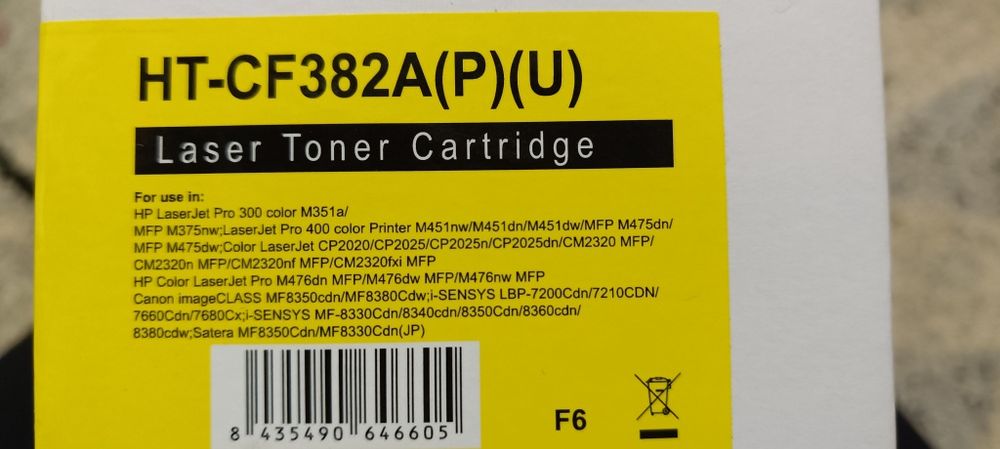 HT-CF382A(P)(U)
Laser Toner Cartridge
For use in:
HP LaserJet Pro 300 color M351a/
MFP M375nw;LaserJet Pro 400 color Printer M451nw/M451dn/M451dw/MFP M475dn/
MFP M475dw;Color LaserJet CP2020/CP2025/CP2025n/CP2025dn/CM2320 MFP/
CM2320n MFP/CM2320nf MFP/CM2320fxi MFP
HP Color LaserJet Pro M476dn MFP/M476dw MFP/M476nw MFP
Canon imageCLASS MF8350cdn/MF8380Cdw;i-SENSYS LBP-7200Cdn/7210CDN/
7660Cdn/7680Cx;i-SENSYS MF-8330Cdn/8340cdn/8350Cdn/8360cdn/
8380cdw;Satera MF8350Cdn/MF8330Cdn(JP)
F6
8 435490 646605